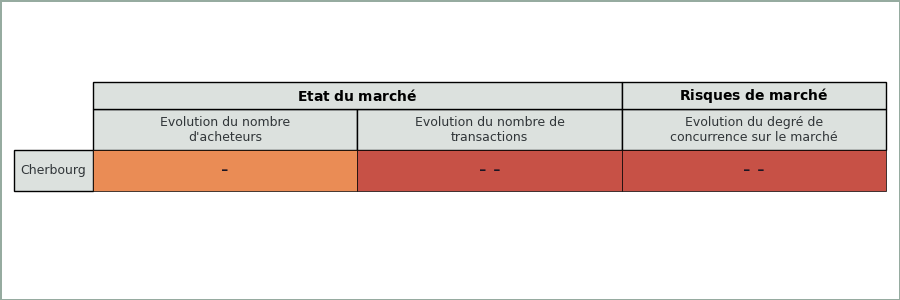 Etat du marché
Risques de marché
Evolution du nombre
d'acheteurs
Evolution du nombre de
transactions
Evolution du degré de
concurrence sur le marché
Cherbourg
–
– –
– –